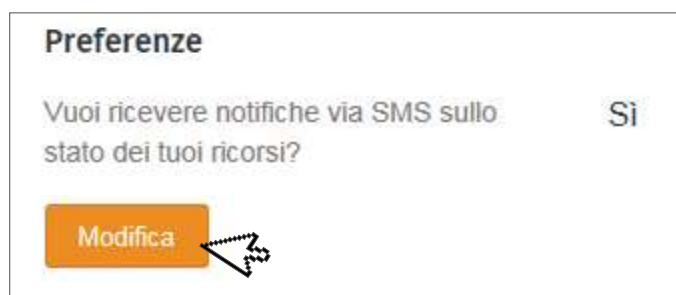 Preferenze
Vuoi ricevere notifiche via SMS sullo
Sì
stato dei tuoi ricorsi?
Modifica